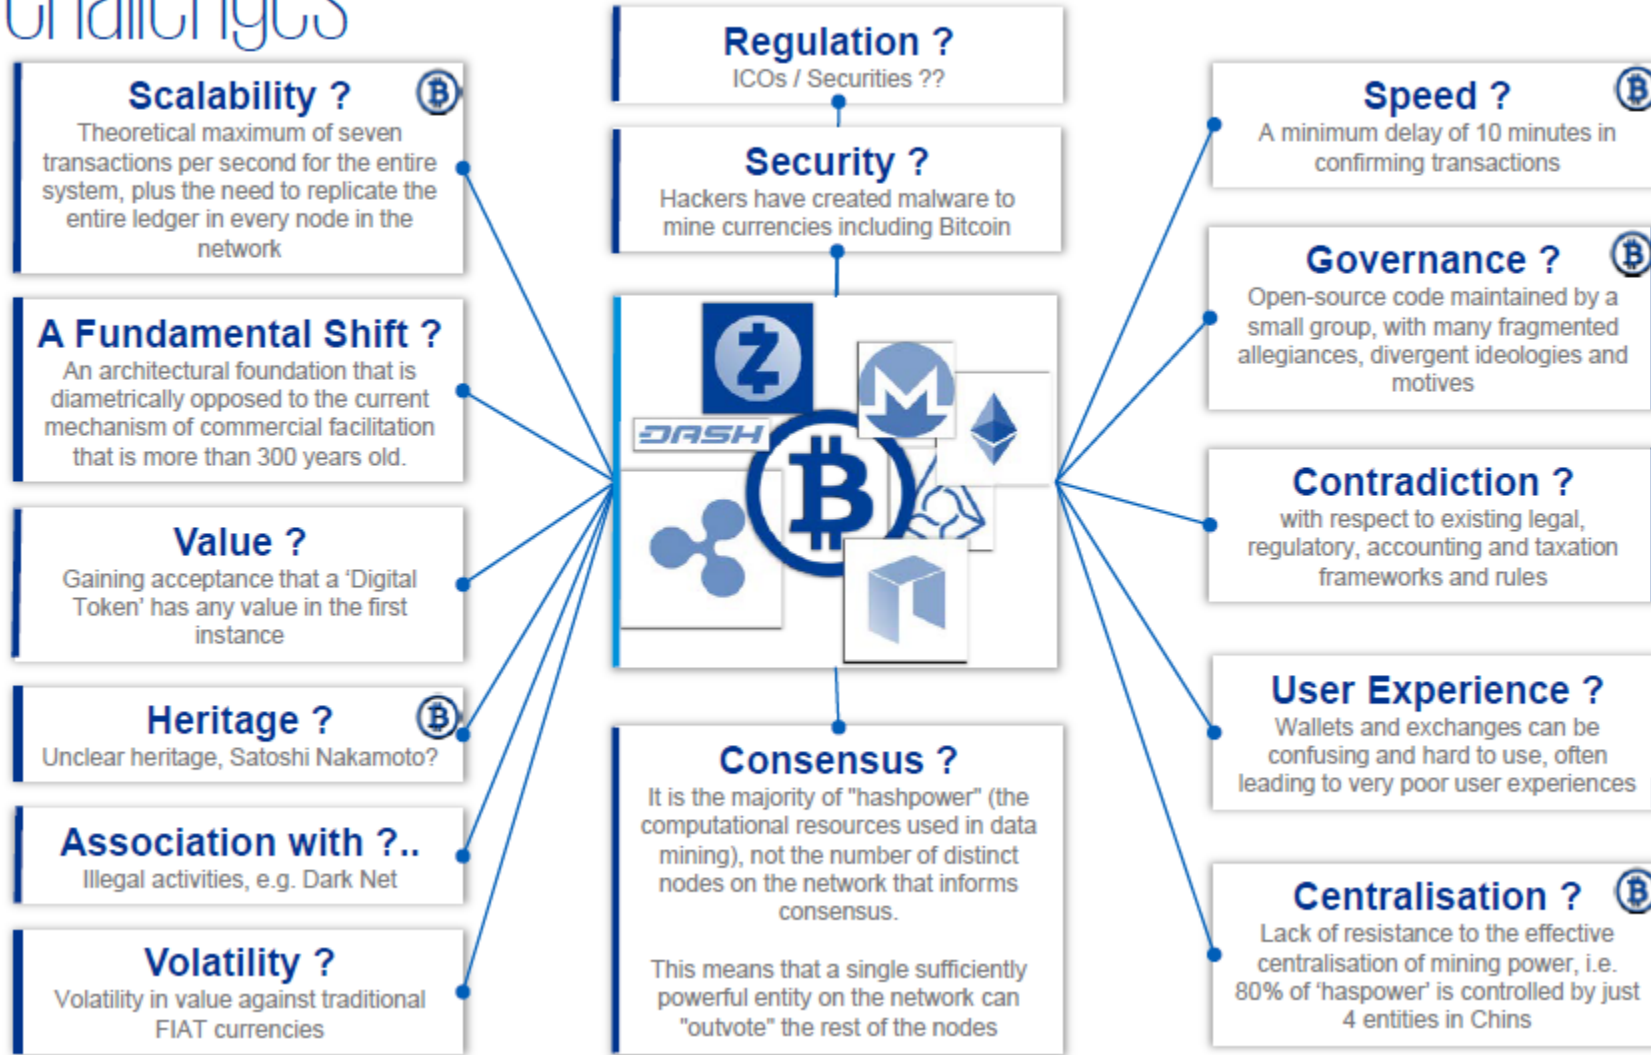 challenges
Scalability ?
Theoretical maximum of seven
transactions per second for the entire
system, plus the need to replicate the
entire ledger in every node in the
network
A Fundamental Shift ?
An architectural foundation that is
diametrically opposed to the current
mechanism of commercial facilitation
that is more than 300 years old.
Value ?
Gaining acceptance that a ‘Digital
Token’ has any value in the first
instance
Heritage ?
Unclear heritage, Satoshi Nakamoto?
Association with ?..
Illegal activities, e.g. Dark Net
Volatility ?
Volatility in value against traditional
FIAT currencies
Regulation ?
ICOs / Securities ??
Security ?
Hackers have created malware to
mine currencies including Bitcoin
DASH
Consensus ?
It is the majority of "hashpower" (the
computational resources used in data
mining), not the number of distinct
nodes on the network that informs
consensus.
This means that a single sufficiently
powerful entity on the network can
"outvote" the rest of the nodes
Speed ?
A minimum delay of 10 minutes in
confirming transactions
Governance ?
Open-source code maintained by a
small group, with many fragmented
allegiances, divergent ideologies and
motives
Contradiction ?
with respect to existing legal,
regulatory, accounting and taxation
frameworks and rules
User Experience ?
Wallets and exchanges can be
confusing and hard to use, often
leading to very poor user experiences
Centralisation ?
Lack of resistance to the effective
centralisation of mining power, i.e.
80% of ‘haspower’ is controlled by just
4 entities in Chins